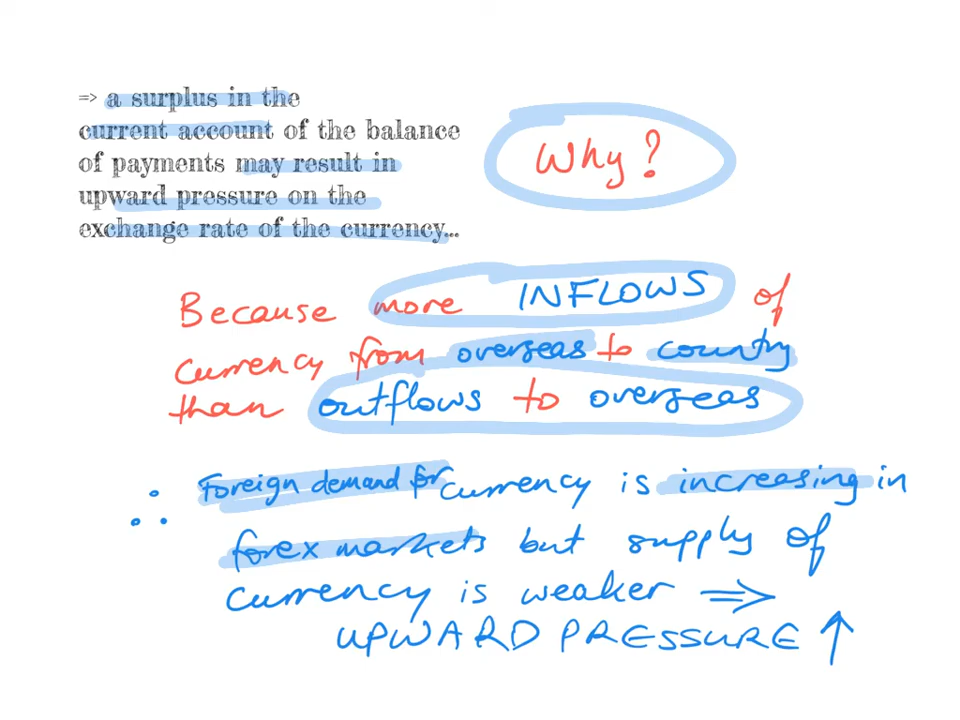 => a surplus in the
current account of the balance
of payments may result in
upward pressure on the
exchange rate of the currency...
Why?
Because more INFLOWS of
currency from overseas to country
than outflows to overseas
∴ Foreign demand for currency is increasing in
forex markets but supply of
currency is weaker ⇒
UPWARD PRESSURE ↑